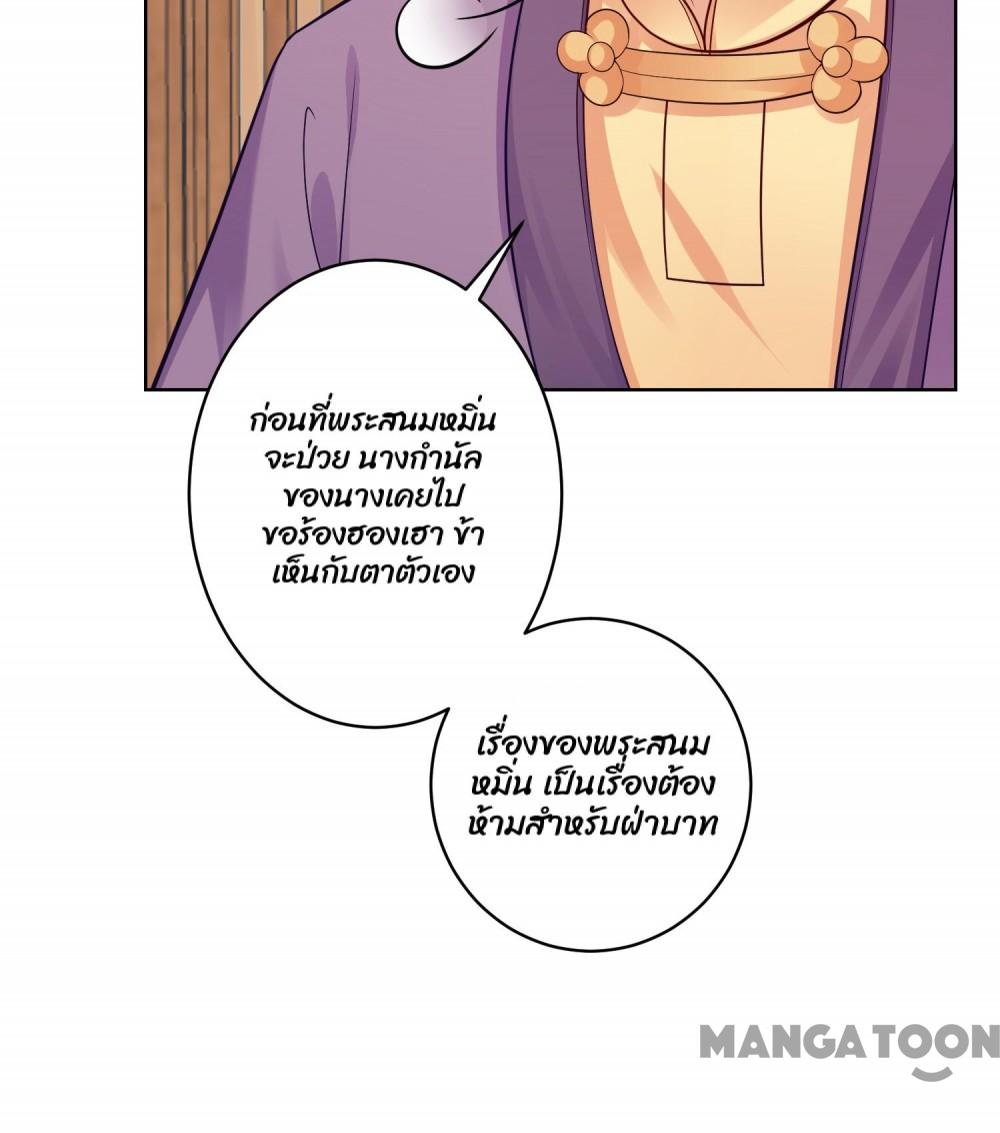 ก่อนที่พระสนมหมิ่น
จะป่วย นางกำนัล
ของนางเคยไป
ขอร้องฮองเฮา ข้า
เห็นกับตาตัวเอง
เรื่องของพระสนม
หมิ่น เป็นเรื่องต้อง
ห้ามสำหรับฝ่าบาท
MANGATOON